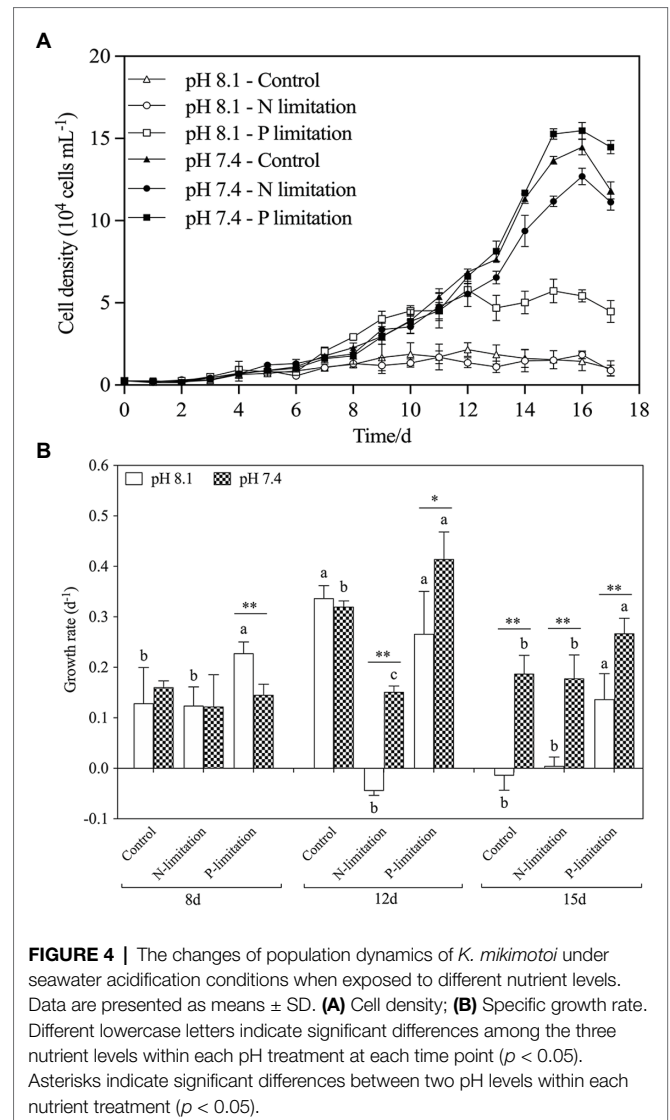 A
20
15
10
5
0
Cell density (10⁴ cells mL⁻¹)
pH 8.1 - Control
pH 8.1 - N limitation
pH 8.1 - P limitation
pH 7.4 - Control
pH 7.4 - N limitation
pH 7.4 - P limitation
0 2 4 6 8 10 12 14 16 18
Time/d
B
0.6
0.5
0.4
0.3
0.2
0.1
0.0
-0.1
Growth rate (d⁻¹)
pH 8.1 pH 7.4
b b ** a
a b ** b c * a a
** b b ** b b ** a a
Control N-limitation P-limitation Control N-limitation P-limitation Control N-limitation P-limitation
8d 12d 15d
FIGURE 4 | The changes of population dynamics of K. mikimotoi under
seawater acidification conditions when exposed to different nutrient levels.
Data are presented as means ± SD. (A) Cell density; (B) Specific growth rate.
Different lowercase letters indicate significant differences among the three
nutrient levels within each pH treatment at each time point (p < 0.05).
Asterisks indicate significant differences between two pH levels within each
nutrient treatment (p < 0.05).